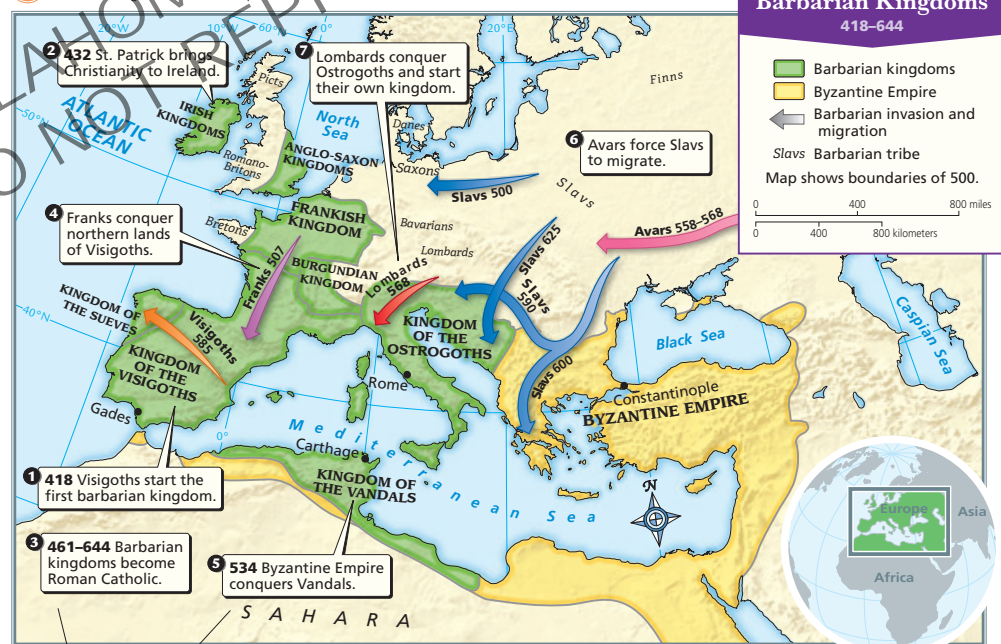 Barbarian Kingdoms
418–644
Barbarian kingdoms
Byzantine Empire
Barbarian invasion and
migration
Slavs Barbarian tribe
Map shows boundaries of 500.
0 400 800 miles
0 400 800 kilometers
20°W
10°W
0°
20°E
60°N
50°N
40°N
0°
2 432 St. Patrick brings
Christianity to Ireland.
7 Lombards conquer
Ostrogoths and start
their own kingdom.
6 Avars force Slavs
to migrate.
4 Franks conquer
northern lands
of Visigoths.
1 418 Visigoths start the
first barbarian kingdom.
3 461–644 Barbarian
kingdoms become
Roman Catholic.
5 534 Byzantine Empire
conquers Vandals.
ATLANTIC
OCEAN
Picts
IRISH
KINGDOMS
North
Sea
Danes
Finns
Romano-
Britons
ANGLO-SAXON
KINGDOMS
Saxons
Slavs 500
Slavs
Bretons
FRANKISH
KINGDOM
Bavarians
Lombards
Slavs 625
Avars 558–568
Franks 507
BURGUNDIAN
KINGDOM
Lombards
568
Slavs
590
KINGDOM OF
THE SUEVES
Visigoths
585
KINGDOM
OF THE
VISIGOTHS
KINGDOM
OF THE
OSTROGOTHS
Slavs 600
Black Sea
Caspian Sea
Rome
Constantinople
BYZANTINE EMPIRE
Gades
Mediterranean Sea
Carthage
KINGDOM OF
THE VANDALS
N
SAHARA
Europe
Asia
Africa
DO NOT REP